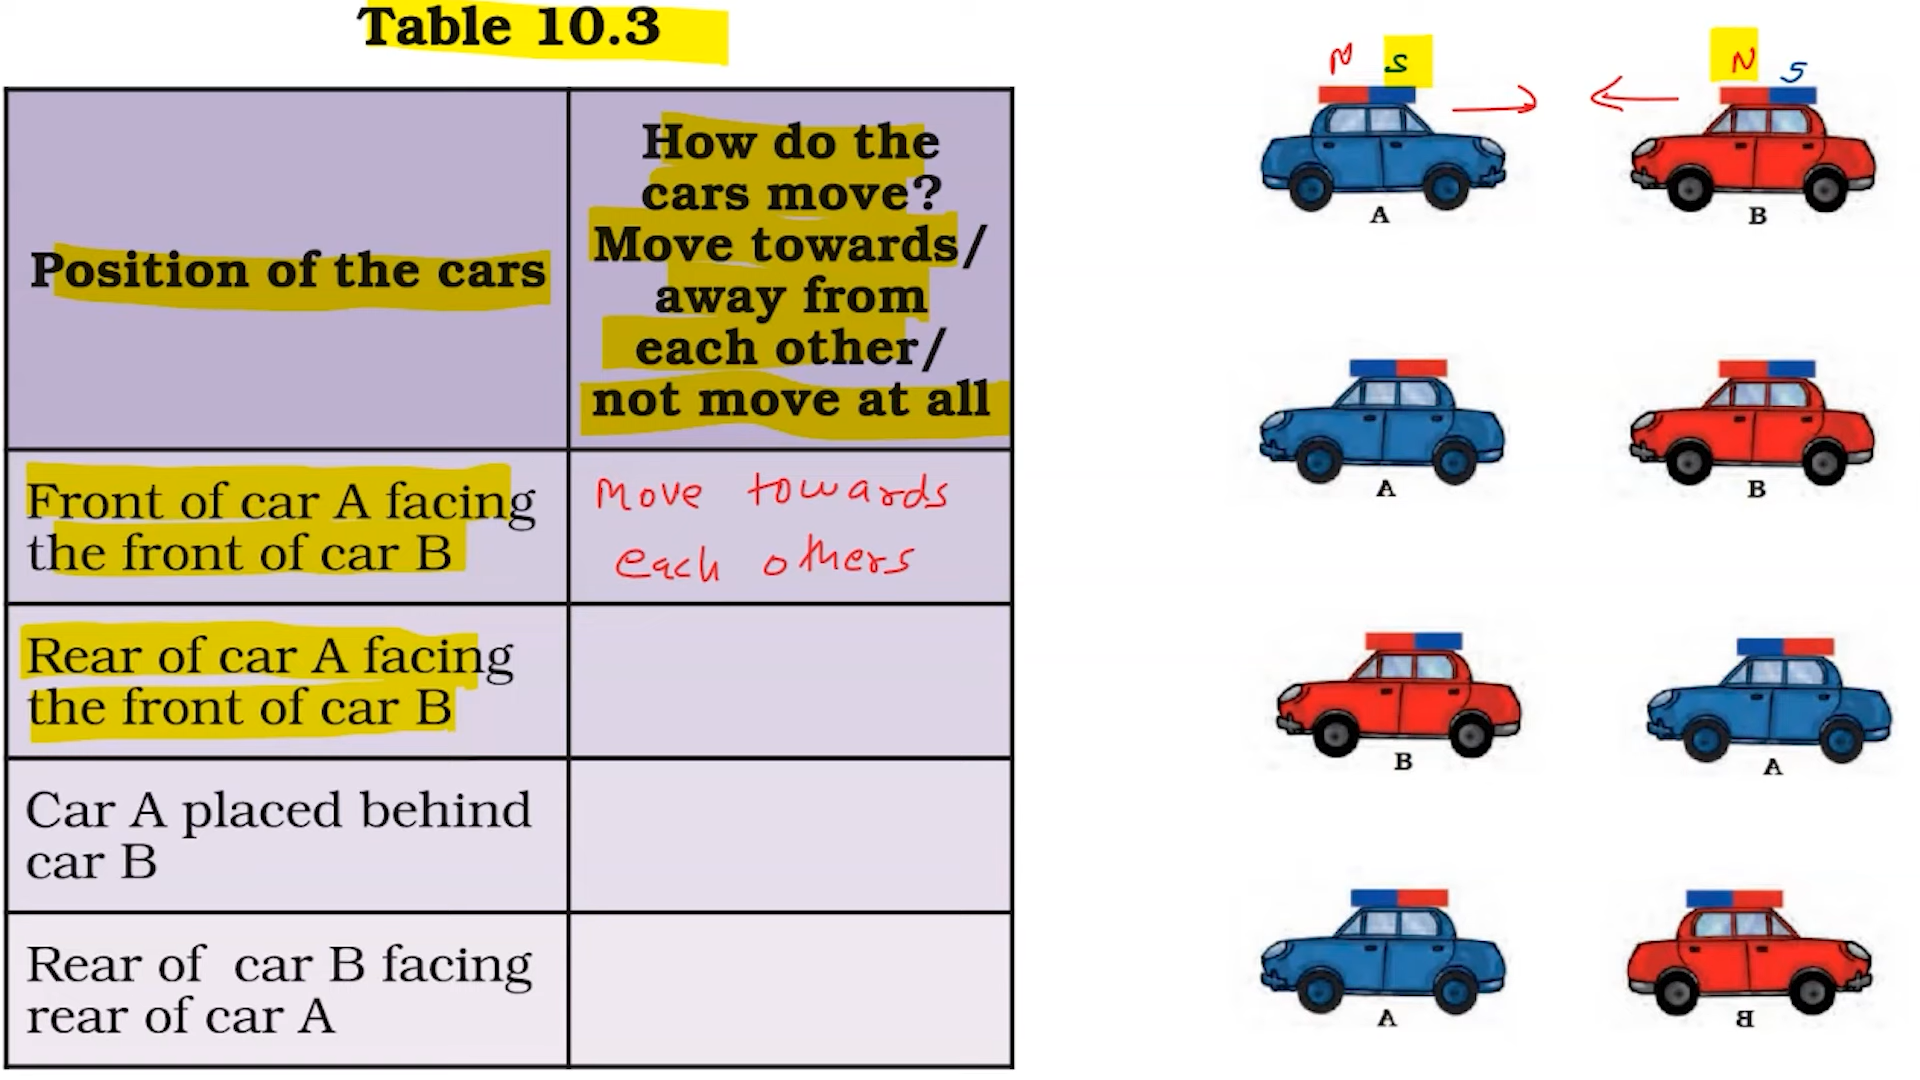 Table 10.3
Position of the cars
How do the
cars move?
Move towards/
away from
each other/
not move at all
Front of car A facing
the front of car B
Move towards
each others
Rear of car A facing
the front of car B
Car A placed behind
car B
Rear of car B facing
rear of car A
N S
N S
A
B
A
B
B
A
A
B